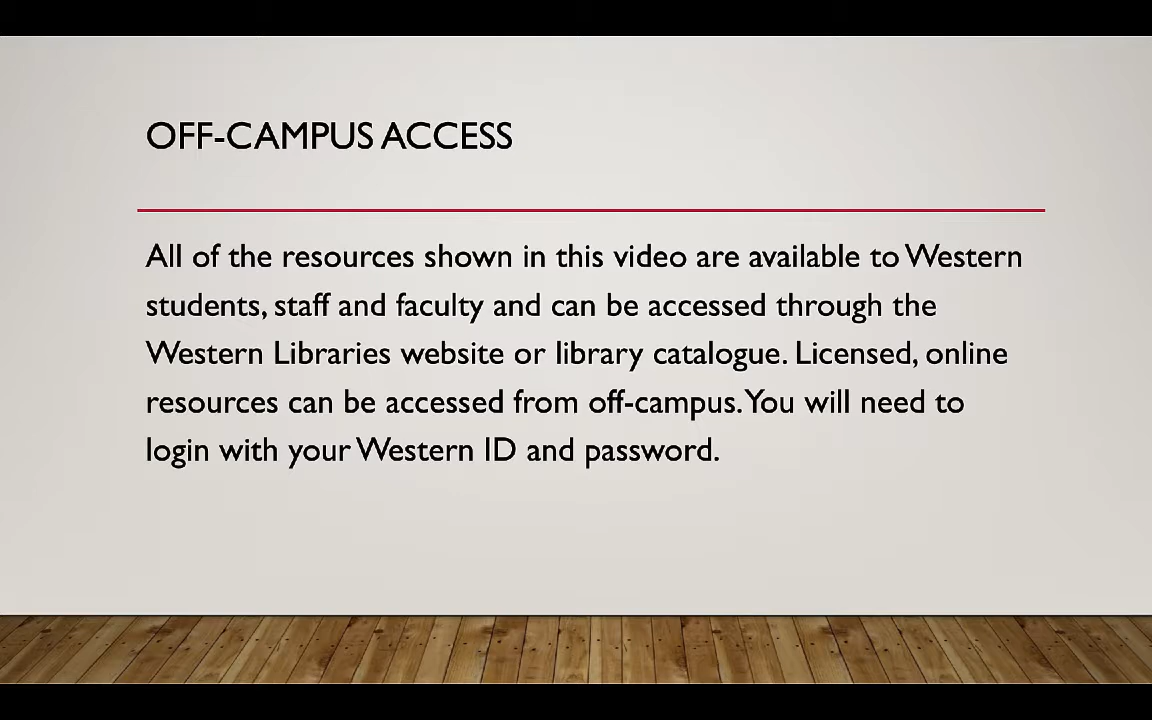 OFF-CAMPUS ACCESS
All of the resources shown in this video are available to Western
students, staff and faculty and can be accessed through the
Western Libraries website or library catalogue. Licensed, online
resources can be accessed from off-campus. You will need to
login with your Western ID and password.